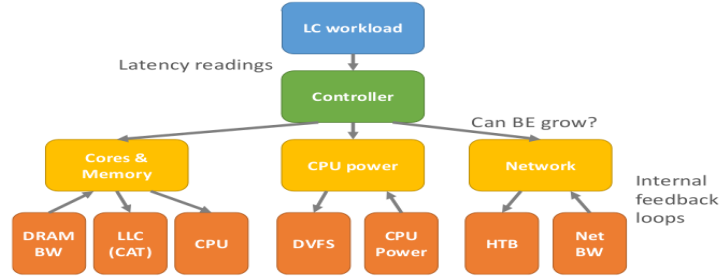 LC workload
Latency readings
Controller
Can BE grow?
Cores &
Memory
CPU power
Network
Internal
feedback
loops
DRAM
BW
LLC
(CAT)
CPU
DVFS
CPU
Power
HTB
Net
BW